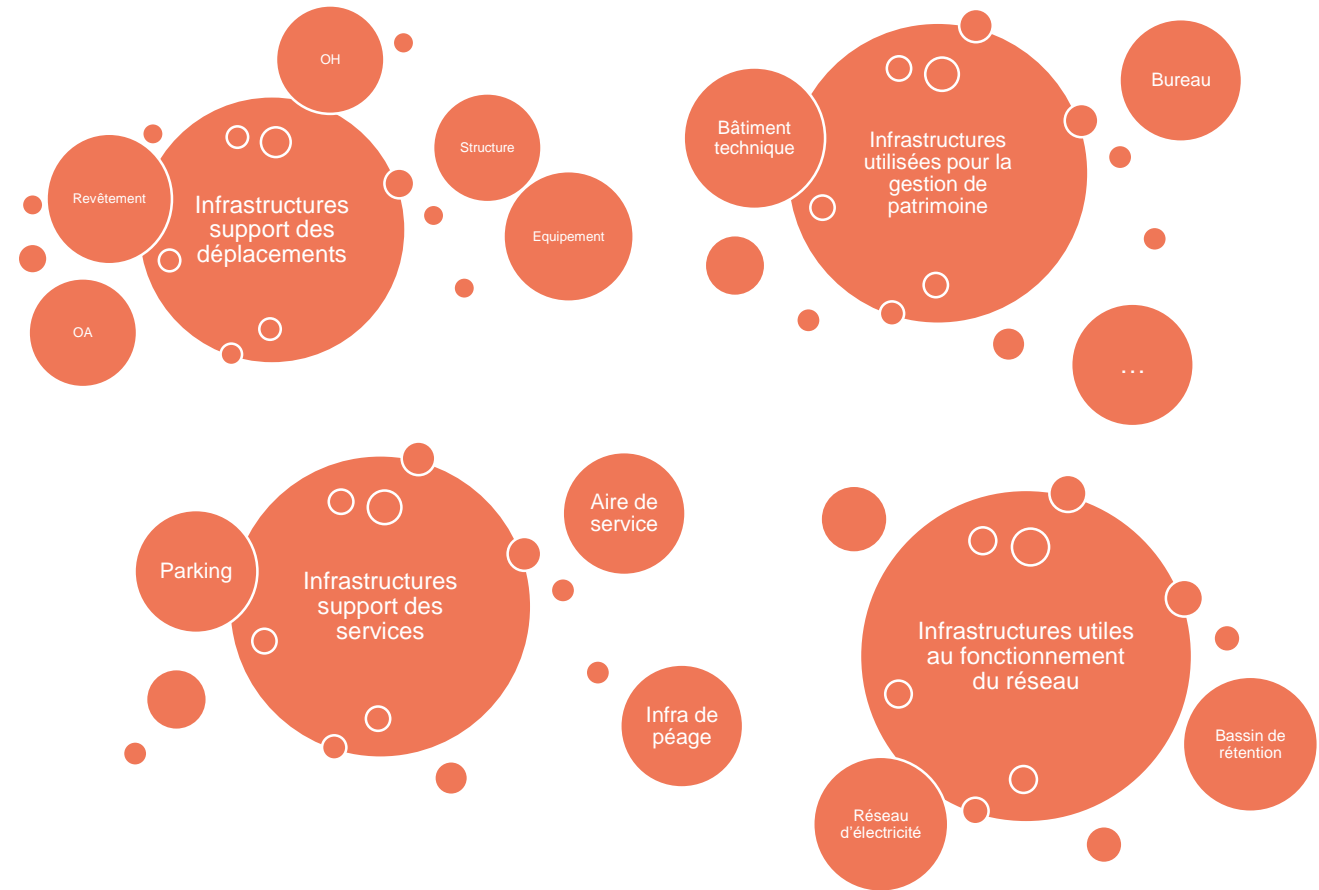 OH
Structure
Revêtement
Infrastructures
support des
déplacements
Equipement
OA
Bureau
Bâtiment
technique
Infrastructures
utilisées pour la
gestion de
patrimoine
…
Aire de
service
Parking
Infrastructures
support des
services
Infra de
péage
Infrastructures utiles
au fonctionnement
du réseau
Bassin de
rétention
Réseau
d’électricité